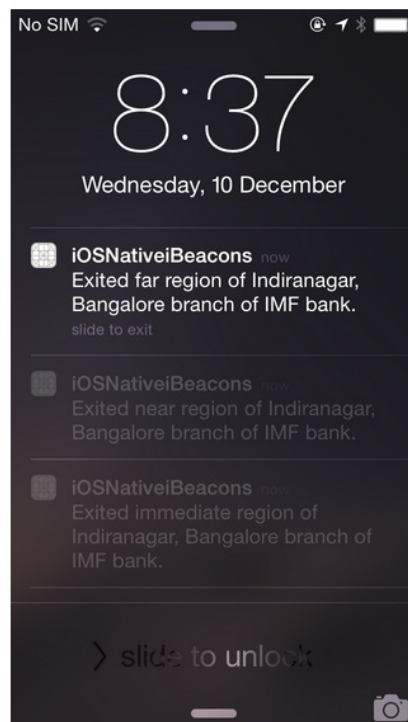 No SIM
8:37
Wednesday, 10 December
iOSNativeiBeacons now
Exited far region of Indiranagar,
Bangalore branch of IMF bank.
slide to exit
iOSNativeiBeacons now
Exited near region of Indiranagar,
Bangalore branch of IMF bank.
iOSNativeiBeacons now
Exited immediate region of
Indiranagar, Bangalore branch of
IMF bank.
slide to unlock